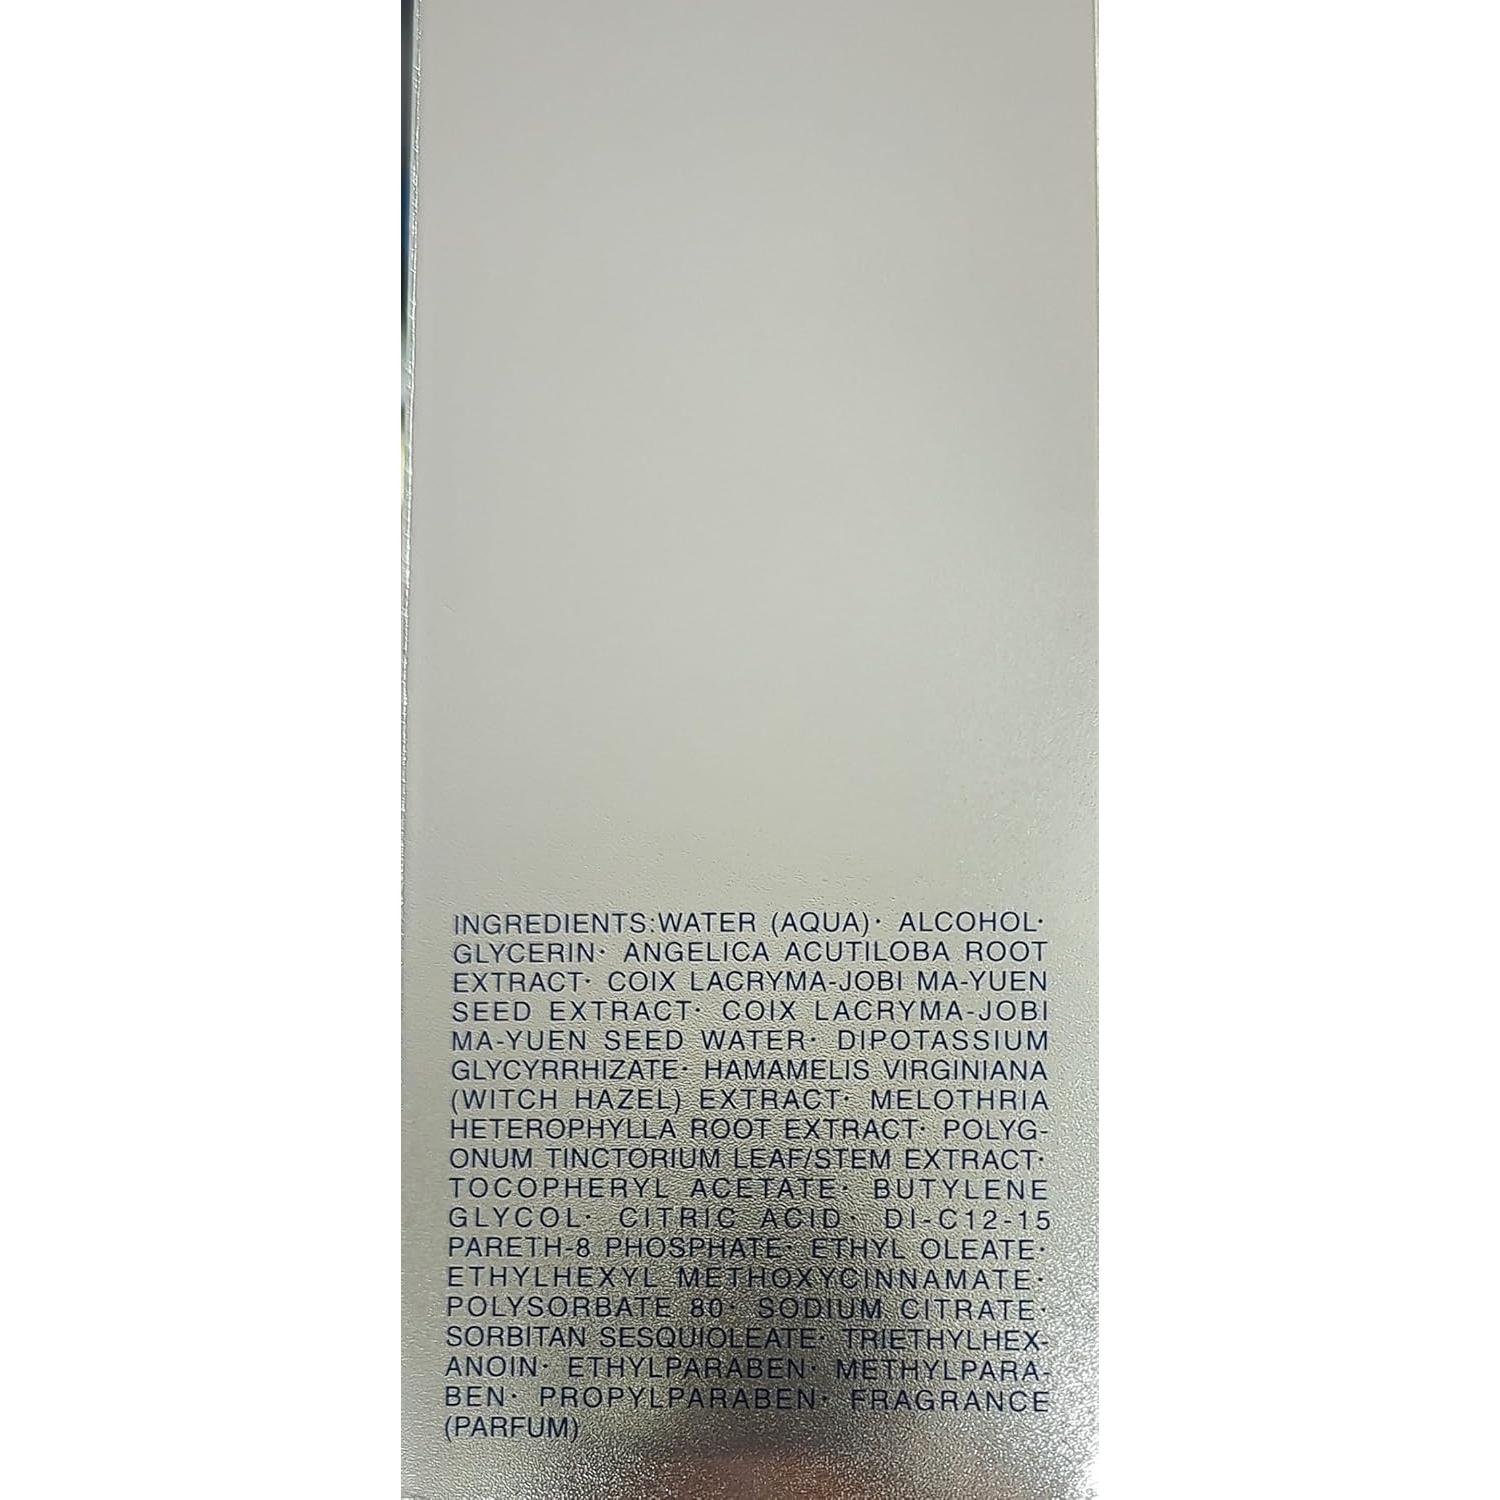 INGREDIENTS:WATER (AQUA)· ALCOHOL·
GLYCERIN· ANGELICA ACUTILOBA ROOT
EXTRACT· COIX LACRYMA-JOBI MA-YUEN
SEED EXTRACT· COIX LACRYMA-JOBI
MA-YUEN SEED WATER· DIPOTASSIUM
GLYCYRRHIZATE· HAMAMELIS VIRGINIANA
(WITCH HAZEL) EXTRACT· MELOTHRIA
HETEROPHYLLA ROOT EXTRACT· POLYG-
ONUM TINCTORIUM LEAF/STEM EXTRACT·
TOCOPHERYL ACETATE· BUTYLENE
GLYCOL· CITRIC ACID· DI-C12-15
PARETH-8 PHOSPHATE· ETHYL OLEATE·
ETHYLHEXYL METHOXYCINNAMATE·
POLYSORBATE 80· SODIUM CITRATE·
SORBITAN SESQUIOLEATE· TRIETHYLHEX-
ANOIN· ETHYLPARABEN· METHYLPARA-
BEN· PROPYLPARABEN· FRAGRANCE
(PARFUM)